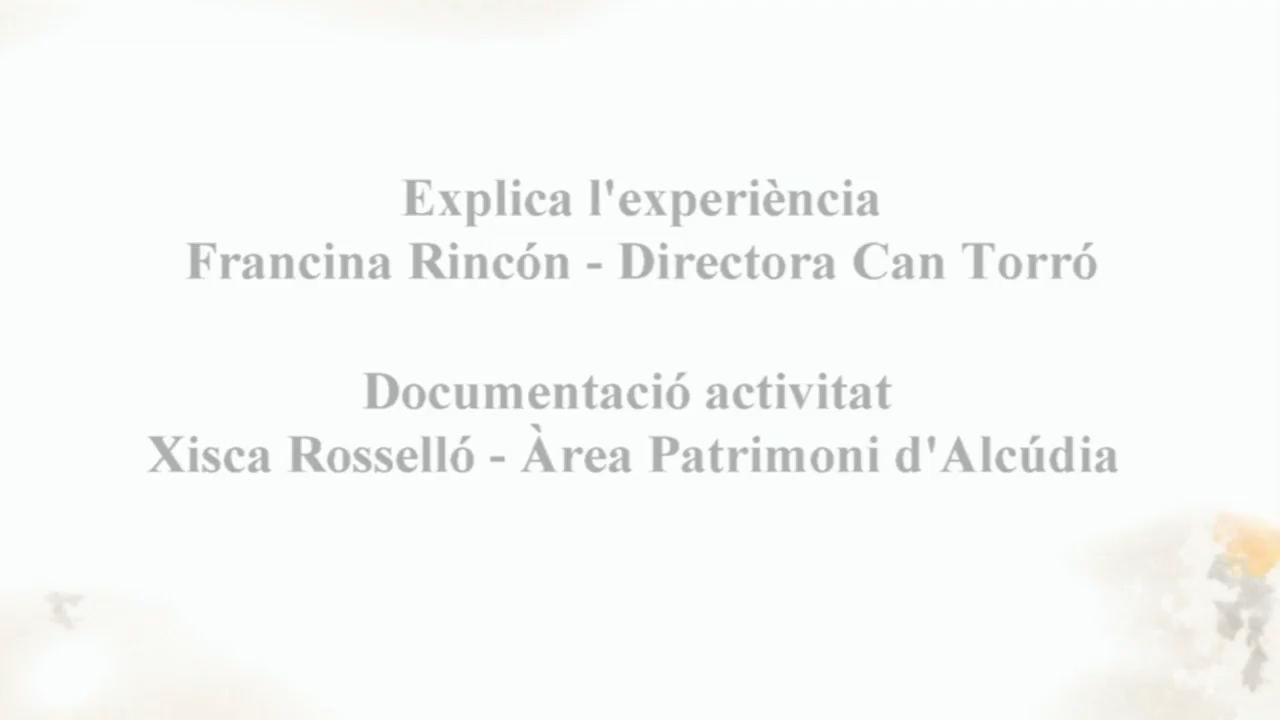 Explica l'experiència
Francina Rincón - Directora Can Torró
Documentació activitat
Xisca Rosselló - Àrea Patrimoni d'Alcúdia